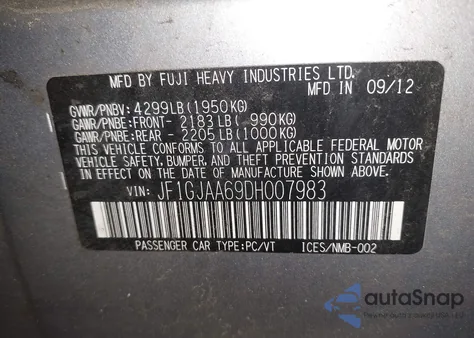 MFD BY FUJI HEAVY INDUSTRIES LTD.
MFD IN 09/12
GVWR/PNBV: 4299LB (1950KG)
GAWR/PNBE:FRONT- 2183LB ( 990KG)
GAWR/PNBE:REAR - 2205LB (1000KG)
THIS VEHICLE CONFORMS TO ALL APPLICABLE FEDERAL MOTOR
VEHICLE SAFETY, BUMPER, AND THEFT PREVENTION STANDARDS
IN EFFECT ON THE DATE OF MANUFACTURE SHOWN ABOVE.
VIN: JF1GJAA69DH007983
PASSENGER CAR TYPE:PC/VT ICES/NMB-002
autoSnap